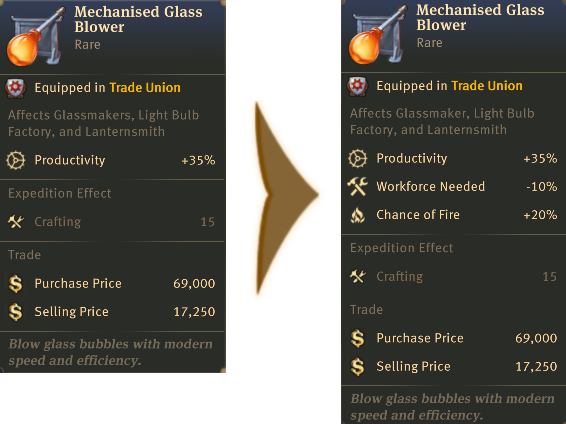 Mechanised Glass
Blower
Rare
Equipped in Trade Union
Affects Glassmakers, Light Bulb
Factory, and Lanternsmith
Productivity +35%
Expedition Effect
Crafting 15
Trade
Purchase Price 69,000
Selling Price 17,250
Blow glass bubbles with modern
speed and efficiency.
Mechanised Glass
Blower
Rare
Equipped in Trade Union
Affects Glassmaker, Light Bulb
Factory, and Lanternsmith
Productivity +35%
Workforce Needed -10%
Chance of Fire +20%
Expedition Effect
Crafting 15
Trade
Purchase Price 69,000
Selling Price 17,250
Blow glass bubbles with modern
speed and efficiency.